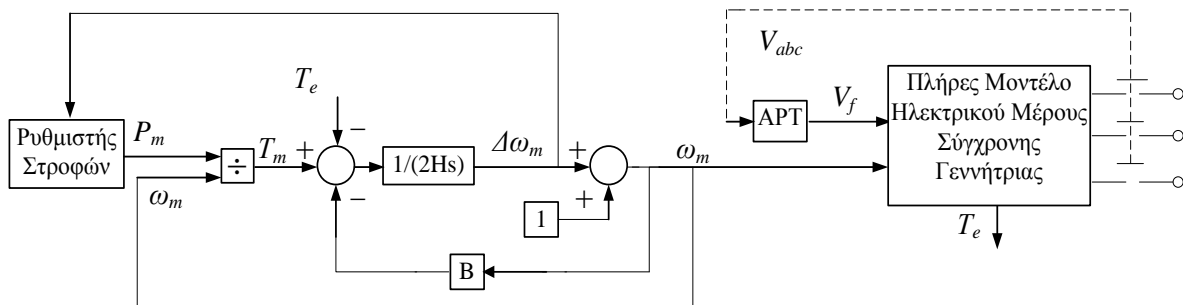 Ρυθμιστής
Στροφών
P_m
ω_m
÷
T_m
+
T_e
−
−
1/(2Hs)
Δω_m
+
+
1
B
ω_m
V_abc
ΑΡΤ
V_f
Πλήρες Μοντέλο
Ηλεκτρικού Μέρους
Σύγχρονης
Γεννήτριας
T_e